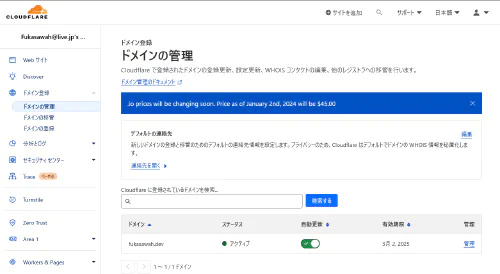 サイトを追加
サポート
日本語
CLOUDFLARE
Fukasawah@live.jp's ...
Web サイト
Discover
ドメイン登録
ドメインの管理
ドメインの移管
ドメインの登録
分析とログ
セキュリティ センター
Trace
Turnstile
Zero Trust
Area 1
Workers & Pages
ドメイン登録
ドメインの管理
Cloudflare で登録されたドメインの登録更新、設定更新、WHOIS コンタクトの編集、他のレジストラへの移管を行います。
ドメイン管理のドキュメント
.io prices will be changing soon. Price as of January 2nd, 2024 will be $45.00
デフォルトの連絡先
編集
新しいドメインの登録と移管のためのデフォルトの連絡先情報を設定します。プライバシーのため、Cloudflare はデフォルトでドメインの WHOIS 情報を秘匿化します。
連絡先を開く
Cloudflare に登録されているドメインを検索...
検索する
ドメイン
ステータス
自動更新
有効期限
管理
fukasawah.dev
アクティブ
3月 2, 2025
管理
1 ～ 1 / 1 ドメイン